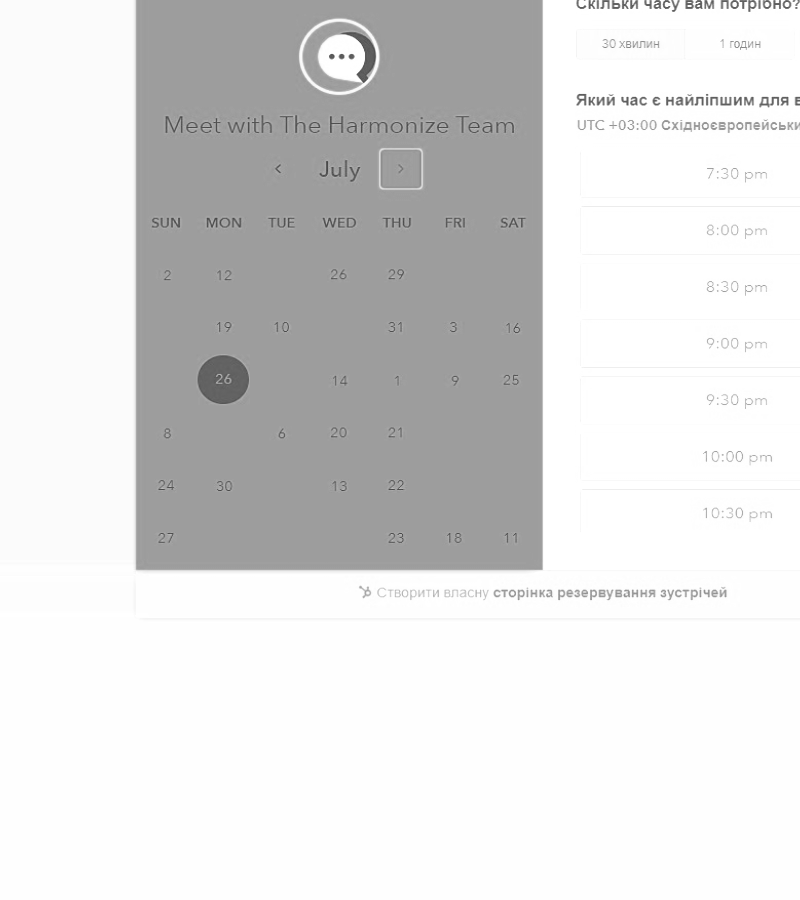 Скільки часу вам потрібно?
30 хвилин 1 годин
Meet with The Harmonize Team
July
SUN MON TUE WED THU FRI SAT
2 12 26 29
19 10 31 3 16
26 14 1 9 25
8 6 20 21
24 30 13 22
27 23 18 11
Який час є найліпшим для
UTC +03:00
7:30 pm
8:00 pm
8:30 pm
9:00 pm
9:30 pm
10:00 pm
10:30 pm
Створити власну сторінка резервування зустрічей